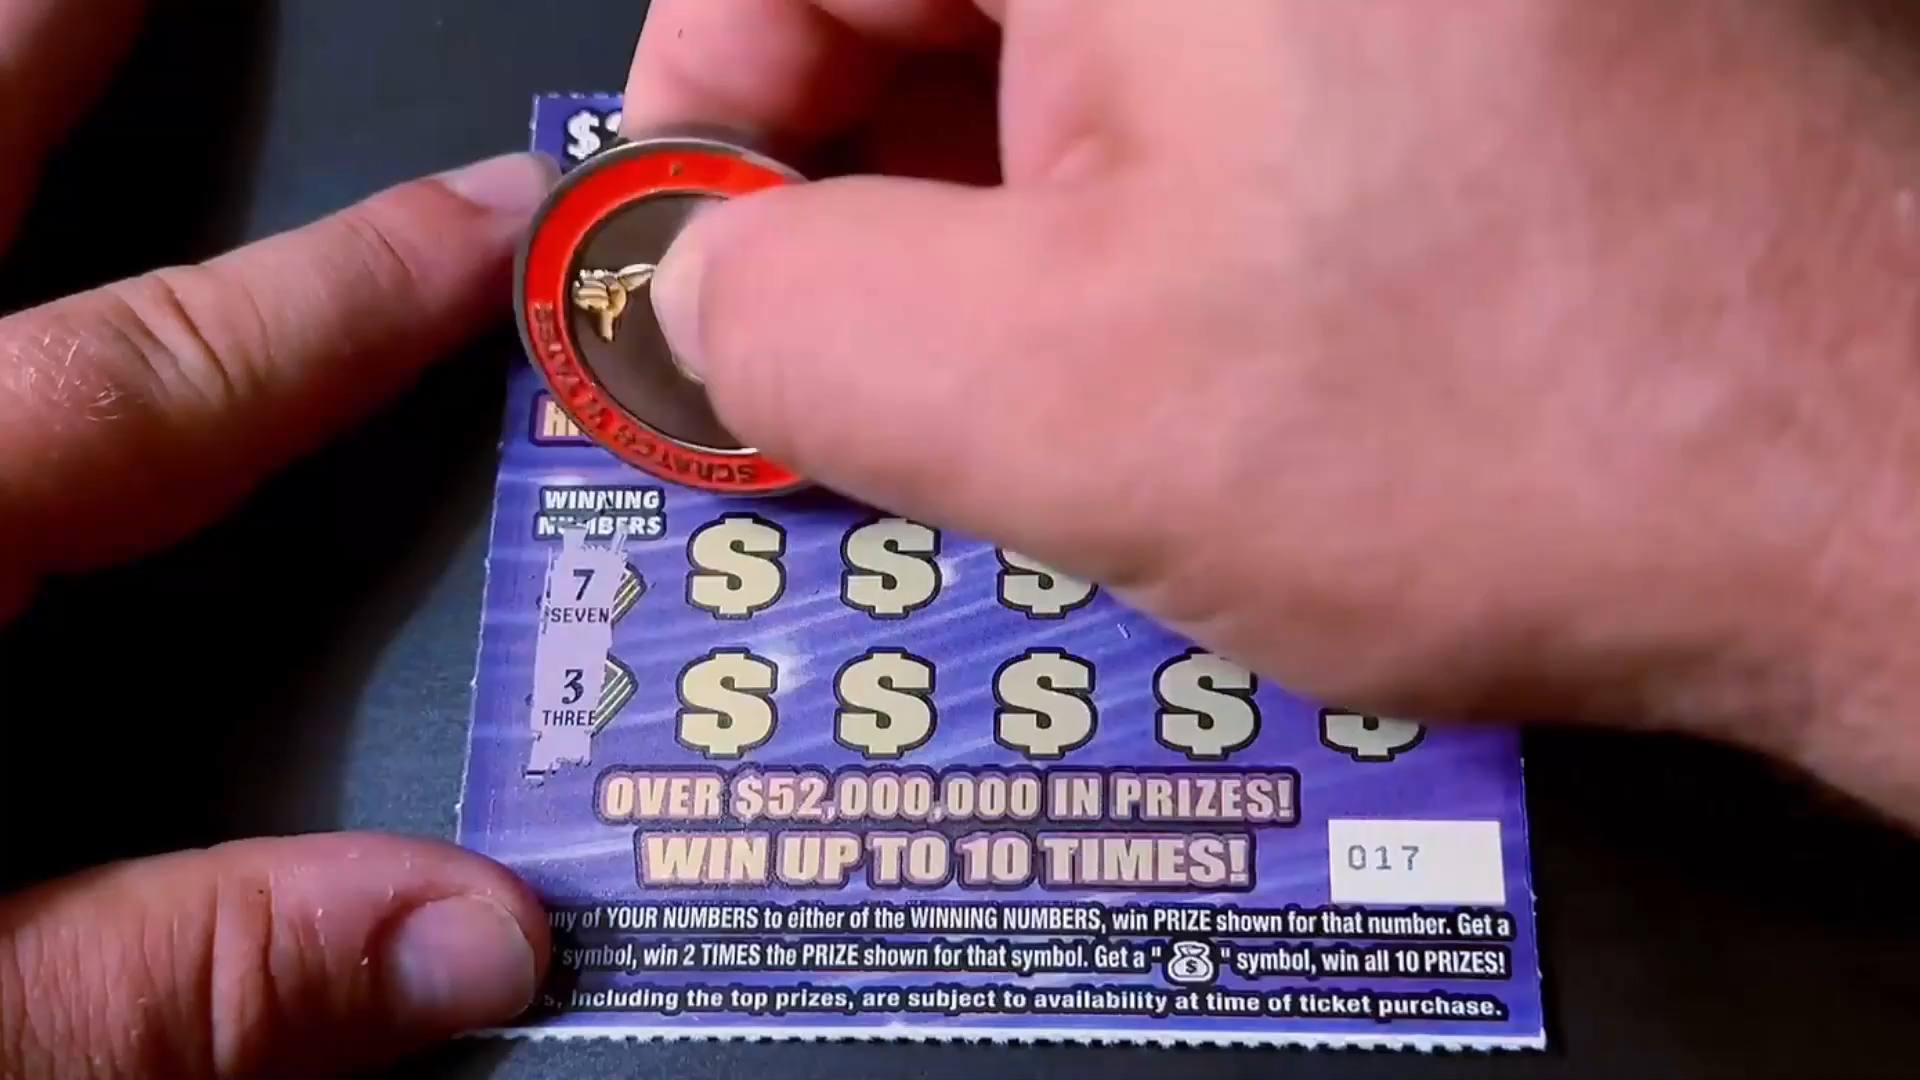 WINNING
NUMBERS
7
SEVEN
3
THREE
$ $ $
$ $ $ $ $
OVER $52,000,000 IN PRIZES!
WIN UP TO 10 TIMES!
017
of YOUR NUMBERS to either of the WINNING NUMBERS, win PRIZE shown for that number. Get a
symbol, win 2 TIMES the PRIZE shown for that symbol. Get a " $ " symbol, win all 10 PRIZES!
including the top prizes, are subject to availability at time of ticket purchase.